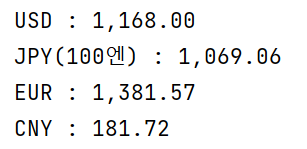 USD : 1,168.00
JPY(100엔) : 1,069.06
EUR : 1,381.57
CNY : 181.72